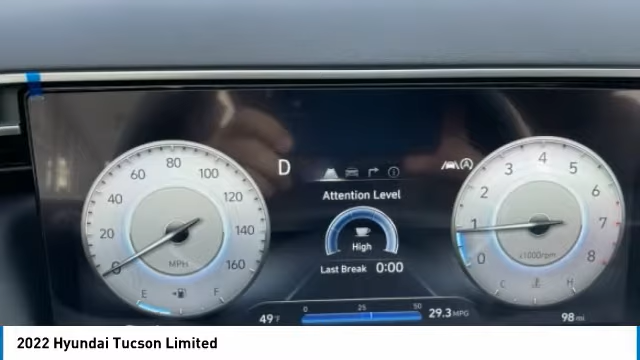 80
60 100
40 120
20 140
0 160
MPH
E F
D
Attention Level
High
Last Break 0:00
0 25 50
49°F
29.3 MPG
4
3 5
2 6
1 7
0 8
x1000rpm
C H
98 mi
2022 Hyundai Tucson Limited